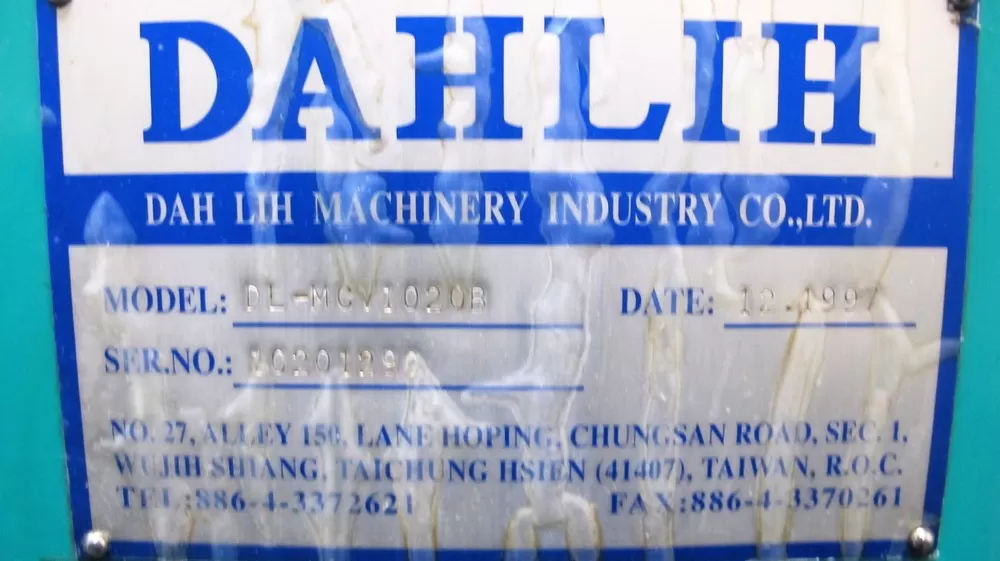 DAHLIH
DAH LIH MACHINERY INDUSTRY CO.,LTD.
MODEL: DL-MCV1020B DATE: 12.1997
SER.NO.:
NO. 27, ALLEY 150, LANE HOPING, CHUNGSAN ROAD, SEC. 1,
WUJIH SHIANG, TAICHUNG HSIEN (41407), TAIWAN, R.O.C.
TEL:886-4-3372621 FAX:886-4-3370261